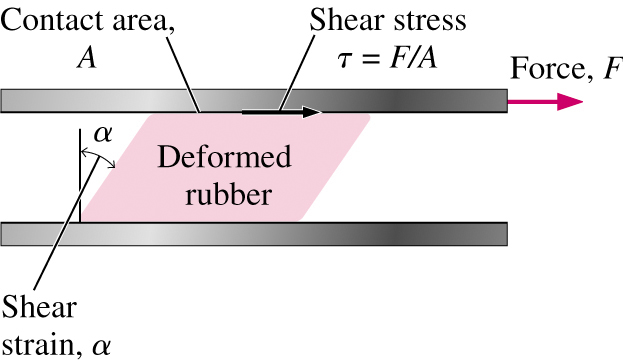 Contact area,
A
Shear stress
τ = F/A
Force, F
α
Deformed
rubber
Shear
strain, α